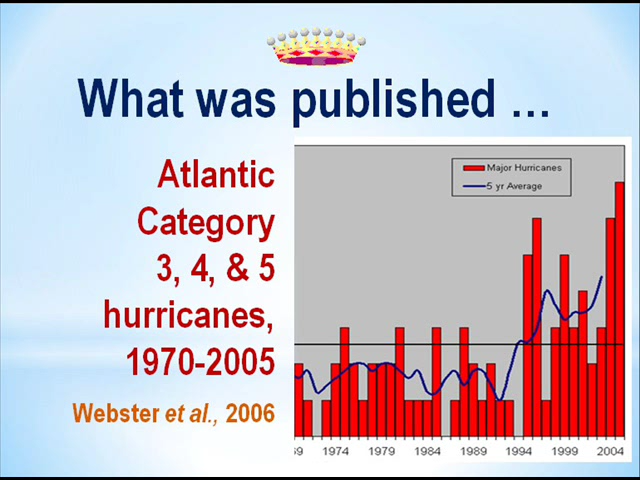 What was published ...
Atlantic
Category
3, 4, & 5
hurricanes,
1970-2005
Webster et al., 2006
Major Hurricanes
5 yr Average
69 1974 1979 1984 1989 1994 1999 2004